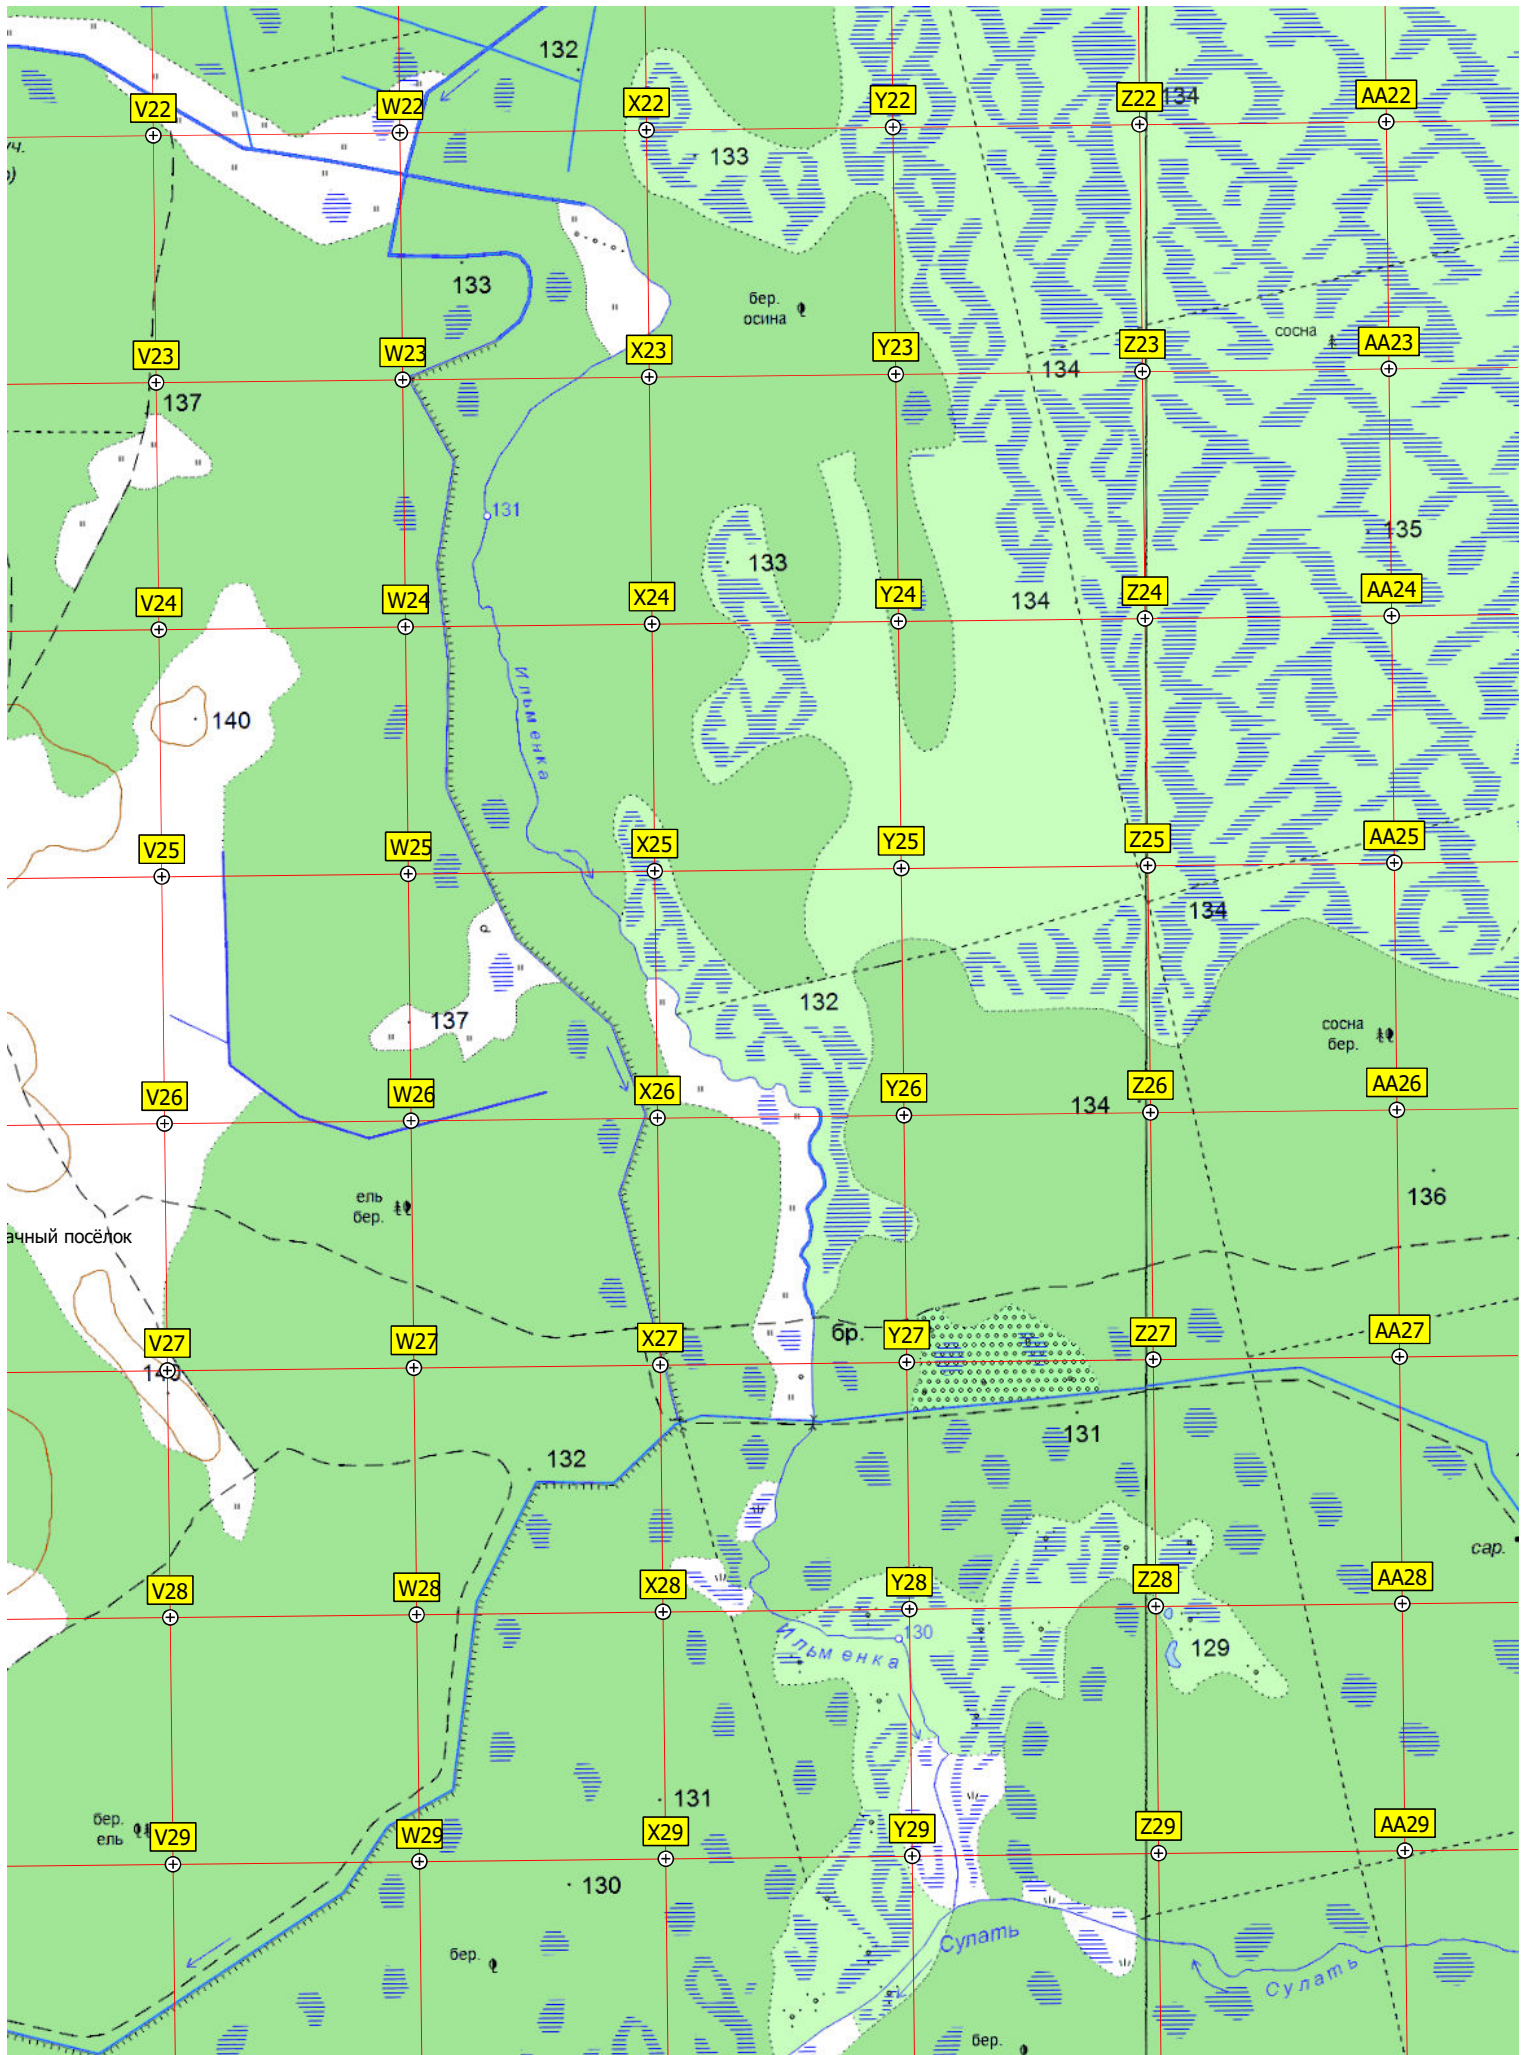 132
V22
W22
X22
Y22
Z22
134
AA22
уч.
133
133
бер.
осина
сосна
V23
W23
X23
Y23
Z23
AA23
134
137
131
135
133
V24
W24
X24
Y24
134
Z24
AA24
Ильменка
140
V25
W25
X25
Y25
Z25
AA25
134
132
137
сосна
бер.
V26
W26
X26
Y26
134
Z26
AA26
ель
бер.
136
ачный посёлок
V27
W27
X27
бр.
Y27
Z27
AA27
131
132
сар.
V28
W28
X28
Y28
Z28
AA28
130
Ильменка
129
131
бер.
ель
V29
W29
X29
Y29
Z29
AA29
130
Сулать
бер.
Сулать
бер.